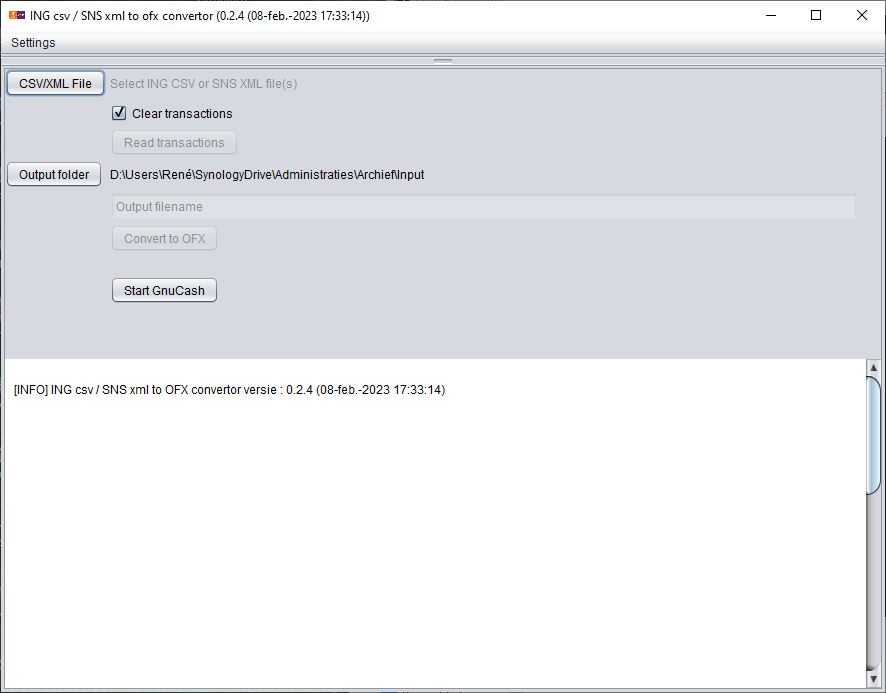 ING csv / SNS xml to ofx convertor (0.2.4 (08-feb.-2023 17:33:14))
Settings
CSV/XML File Select ING CSV or SNS XML file(s)
Clear transactions
Read transactions
Output folder D:\Users\René\SynologyDrive\Administraties\Archief\Input
Output filename
Convert to OFX
Start GnuCash
[INFO] ING csv / SNS xml to OFX convertor versie : 0.2.4 (08-feb.-2023 17:33:14)